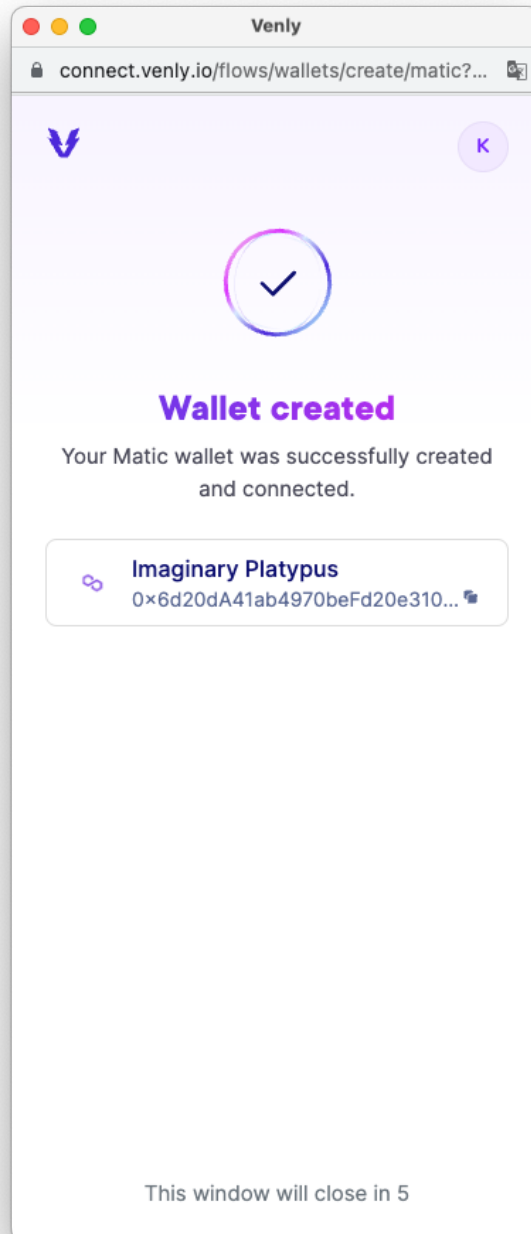 Venly
connect.venly.io/flows/wallets/create/matic?...
K
Wallet created
Your Matic wallet was successfully created
and connected.
Imaginary Platypus
0x6d20dA41ab4970beFd20e310...
This window will close in 5